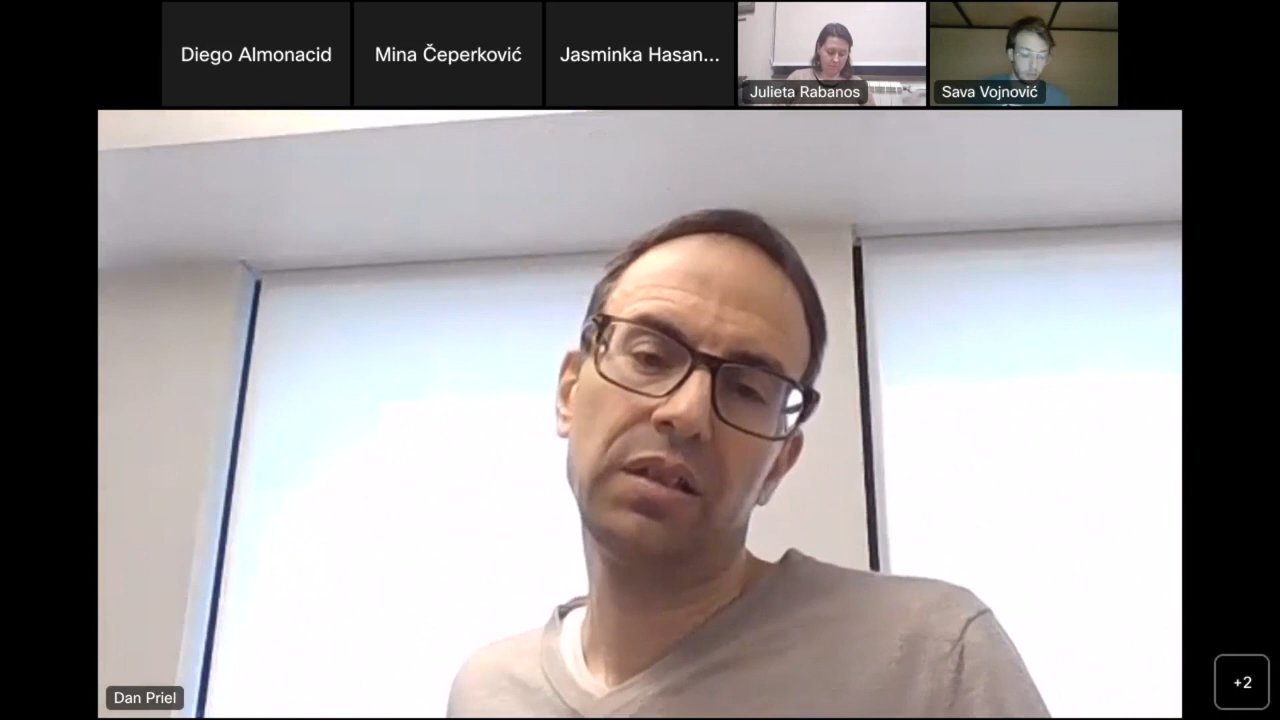 Diego Almonacid
Mina Čeperković
Jasminka Hasan...
Julieta Rabanos
Sava Vojnović
Dan Priel
+2